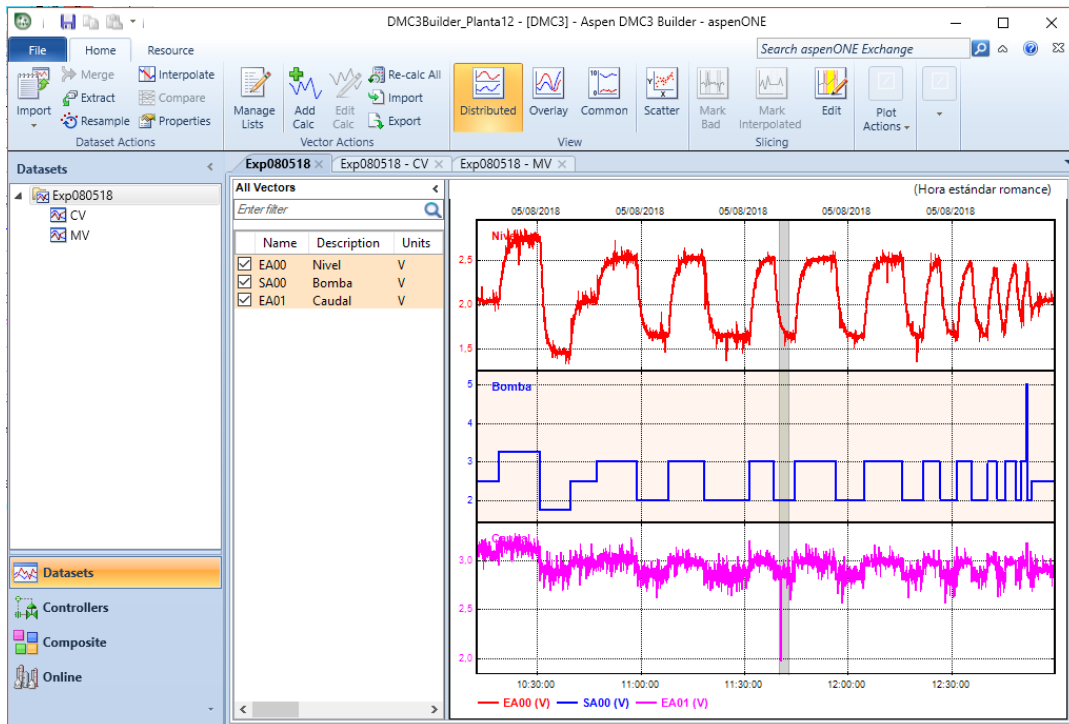 DMC3Builder_Planta12 - [DMC3] - Aspen DMC3 Builder - aspenONE
File Home Resource Search aspenONE Exchange
Import Merge Extract Resample Interpolate Compare Properties
Dataset Actions
Manage Lists Add Calc Edit Calc Re-calc All Import Export
Vector Actions
Distributed Overlay Common Scatter
View
Mark Bad Mark Interpolated Edit
Slicing
Plot Actions
Datasets
Exp080518
CV
MV
Datasets
Controllers
Composite
Online
Exp080518 Exp080518 - CV Exp080518 - MV
All Vectors
Enter filter
Name Description Units
EA00 Nivel V
SA00 Bomba V
EA01 Caudal V
(Hora estándar romance)
05/08/2018 05/08/2018 05/08/2018 05/08/2018 05/08/2018
Nivel
2,5
2,0
1,5
Bomba
5
4
3
2
Caudal
3,0
2,5
2,0
10:30:00 11:00:00 11:30:00 12:00:00 12:30:00
EA00 (V) SA00 (V) EA01 (V)